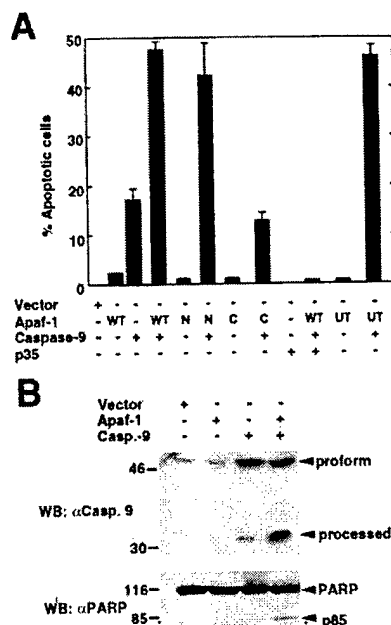 A
50
40
30
20
10
0
% Apoptotic cells
Vector + - - - - - - - - - - -
Apaf-1 - WT - WT N N C C - WT UT UT
Caspase-9 - - + + - + - + - + - +
p35 - - - - - - - - + + - -
B
Vector + - - -
Apaf-1 - + - +
Casp.-9 - - + +
46 proform
WB: αCasp. 9
processed
30
116 PARP
WB: αPARP
85 p85